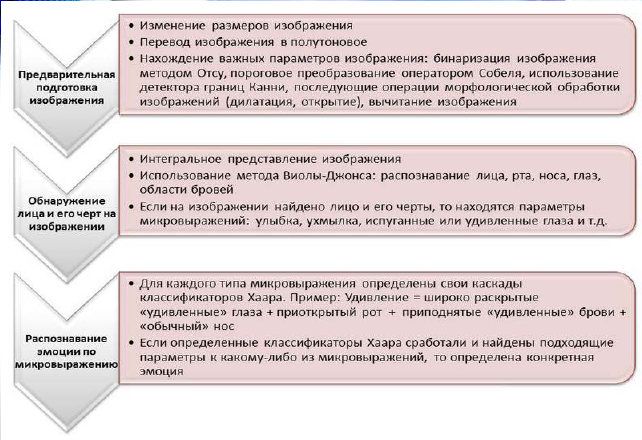 Предварительная
подготовка
изображения
• Изменение размеров изображения
• Перевод изображения в полутоновое
• Нахождение важных параметров изображения: бинаризация изображения
методом Отсу, пороговое преобразование оператором Собеля, использование
детектора границ Канни, последующие операции морфологической обработки
изображений (дилатация, открытие), вычитание изображения
Обнаружение
лица и его черт на
изображении
• Интегральное представление изображения
• Использование метода Виолы-Джонса: распознавание лица, рта, носа, глаз,
области бровей
• Если на изображении найдено лицо и его черты, то находятся параметры
микровыражений: улыбка, ухмылка, испуганные или удивленные глаза и т.д.
Распознавание
эмоции по
микровыражению
• Для каждого типа микровыражения определены свои каскады
классификаторов Хаара. Пример: Удивление = широко раскрытые
«удивленные» глаза + приоткрытый рот + приподнятые «удивленные» брови +
«обычный» нос
• Если определенные классификаторы Хаара сработали и найдены подходящие
параметры к какому-либо из микровыражений, то определена конкретная
эмоция